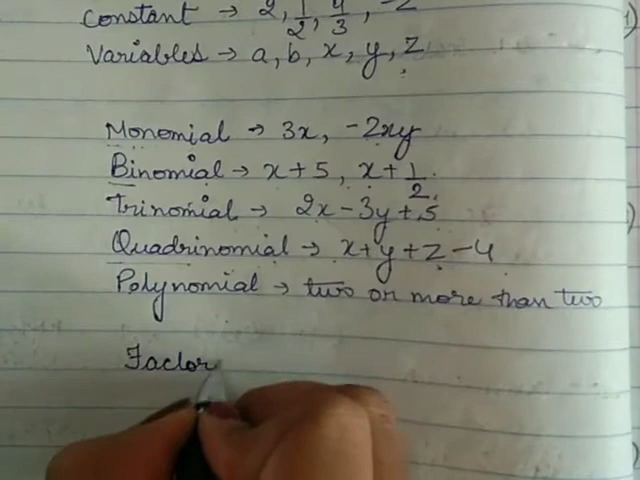 Constant → 2, 1/2, 4/3, -2
Variables → a, b, x, y, z
Monomial → 3x, -2xy
Binomial → x + 5, x + 1/2
Trinomial → 2x - 3y + 5
Quadrinomial → x + y + z - 4
Polynomial → two or more than two
Factor